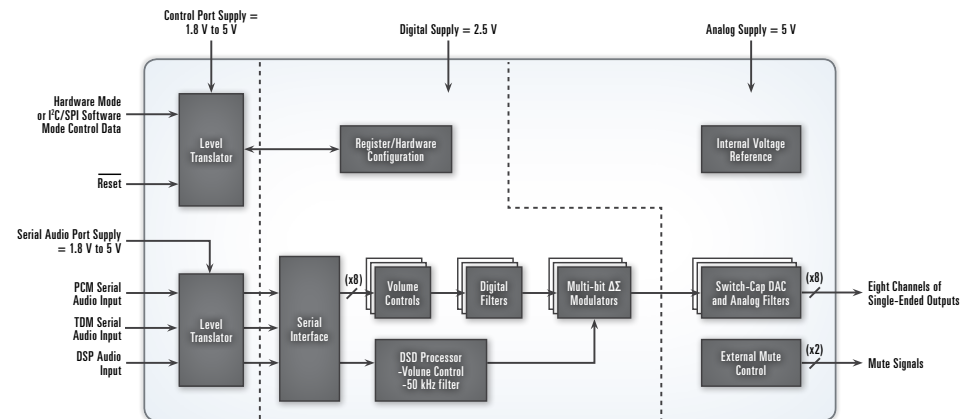 Control Port Supply =
1.8 V to 5 V
Digital Supply = 2.5 V
Analog Supply = 5 V
Hardware Mode
or I²C/SPI Software
Mode Control Data
Level
Translator
Register/Hardware
Configuration
Internal Voltage
Reference
Reset
Serial Audio Port Supply
= 1.8 V to 5 V
PCM Serial
Audio Input
TDM Serial
Audio Input
DSP Audio
Input
Level
Translator
Serial
Interface
(x8)
Volume
Controls
Digital
Filters
Multi-bit ΔΣ
Modulators
Switch-Cap DAC
and Analog Filters
(x8)
Eight Channels of
Single-Ended Outputs
DSD Processor
-Volune Control
-50 kHz filter
External Mute
Control
(x2)
Mute Signals